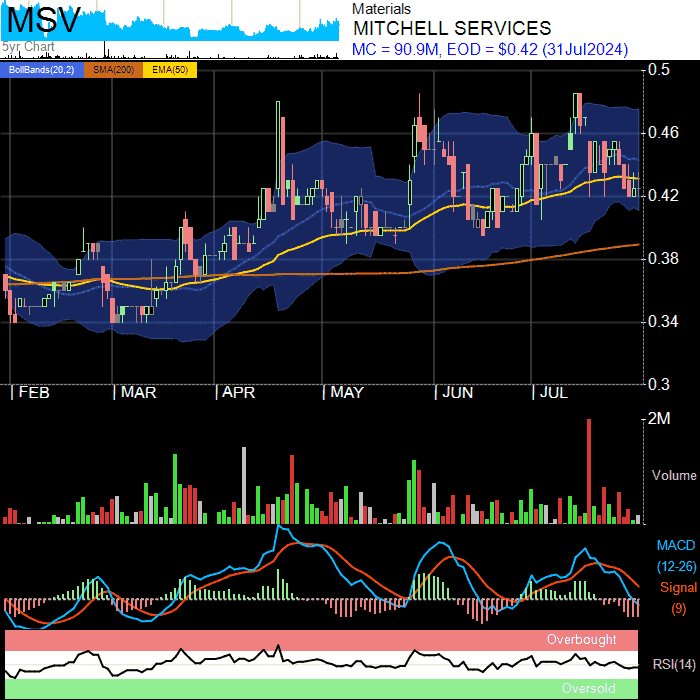 MSV
5yr Chart
Materials
MITCHELL SERVICES
MC = 90.9M, EOD = $0.42 (31Jul2024)
BollBands(20,2) SMA(200) EMA(50)
0.5
0.46
0.42
0.38
0.34
0.3
FEB MAR APR MAY JUN JUL
2M
Volume
MACD
(12-26)
Signal
(9)
Overbought
RSI(14)
Oversold